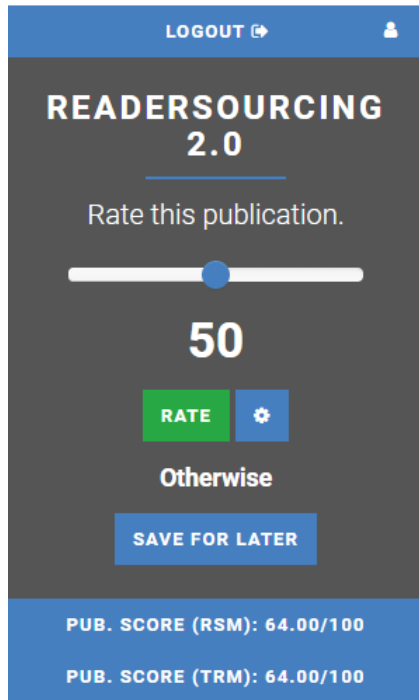 LOGOUT
READERSOURCING
2.0
Rate this publication.
50
RATE
Otherwise
SAVE FOR LATER
PUB. SCORE (RSM): 64.00/100
PUB. SCORE (TRM): 64.00/100